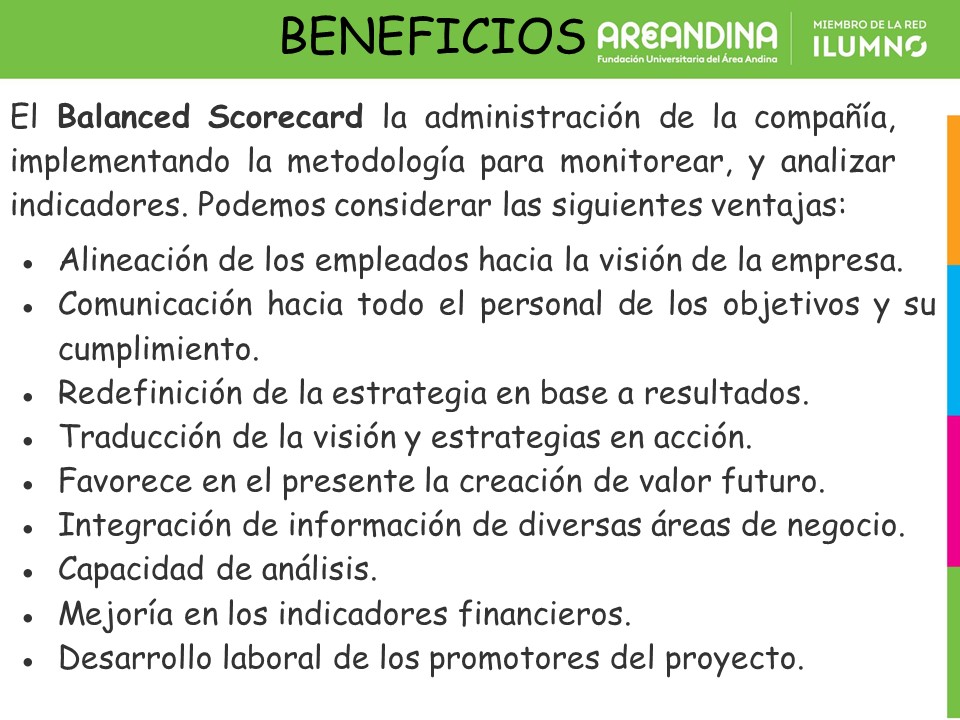 BENEFICIOS
AREANDINA
Fundación Universitaria del Área Andina
MIEMBRO DE LA RED
ILUMNO
El Balanced Scorecard la administración de la compañía,
implementando la metodología para monitorear, y analizar
indicadores. Podemos considerar las siguientes ventajas:
● Alineación de los empleados hacia la visión de la empresa.
● Comunicación hacia todo el personal de los objetivos y su
cumplimiento.
● Redefinición de la estrategia en base a resultados.
● Traducción de la visión y estrategias en acción.
● Favorece en el presente la creación de valor futuro.
● Integración de información de diversas áreas de negocio.
● Capacidad de análisis.
● Mejoría en los indicadores financieros.
● Desarrollo laboral de los promotores del proyecto.